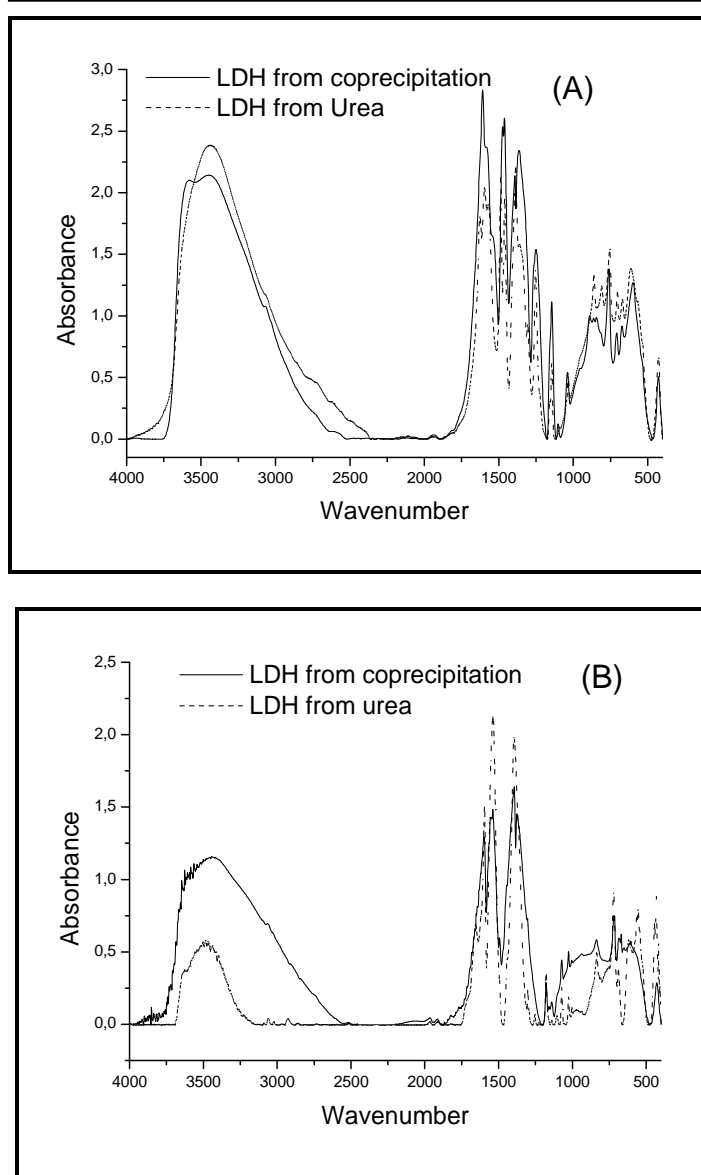 (A)
LDH from coprecipitation
LDH from Urea
3,0
2,5
2,0
1,5
1,0
0,5
0,0
Absorbance
4000 3500 3000 2500 2000 1500 1000 500
Wavenumber
(B)
LDH from coprecipitation
LDH from urea
2,5
2,0
1,5
1,0
0,5
0,0
Absorbance
4000 3500 3000 2500 2000 1500 1000 500
Wavenumber